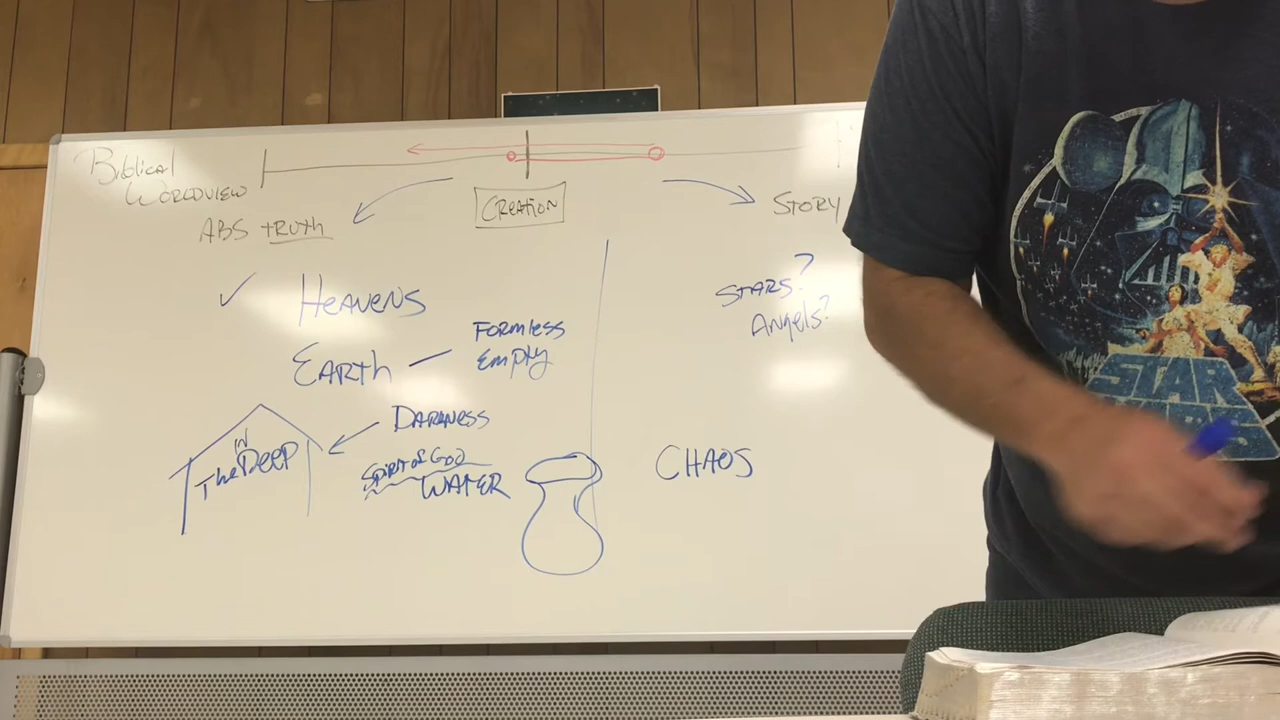 Biblical
Worldview
ABS truth
Creation
Story
Heavens
Stars?
Angels?
Earth
Formless
Empty
Darkness
In
The Deep
Spirit of God
Water
Chaos
STAR
WARS